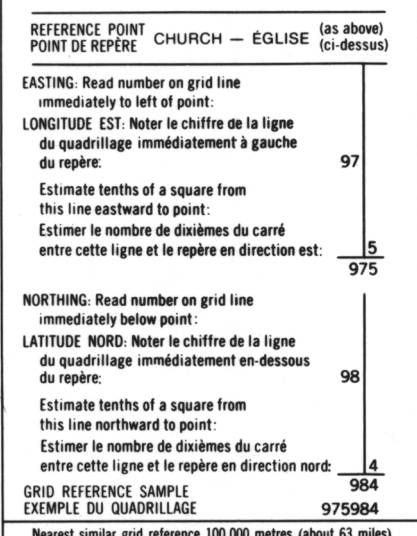 REFERENCE POINT CHURCH — ÉGLISE (as above)
POINT DE REPÈRE (ci-dessus)
EASTING: Read number on grid line
immediately to left of point:
LONGITUDE EST: Noter le chiffre de la ligne
du quadrillage immédiatement à gauche
du repère: 97
Estimate tenths of a square from
this line eastward to point:
Estimer le nombre de dixièmes du carré
entre cette ligne et le repère en direction est: 5
975
NORTHING: Read number on grid line
immediately below point:
LATITUDE NORD: Noter le chiffre de la ligne
du quadrillage immédiatement en-dessous
du repère: 98
Estimate tenths of a square from
this line northward to point:
Estimer le nombre de dixièmes du carré
entre cette ligne et le repère en direction nord: 4
GRID REFERENCE SAMPLE 984
EXEMPLE DU QUADRILLAGE 975984
Nearest similar grid reference 100,000 metres (about 63 miles)